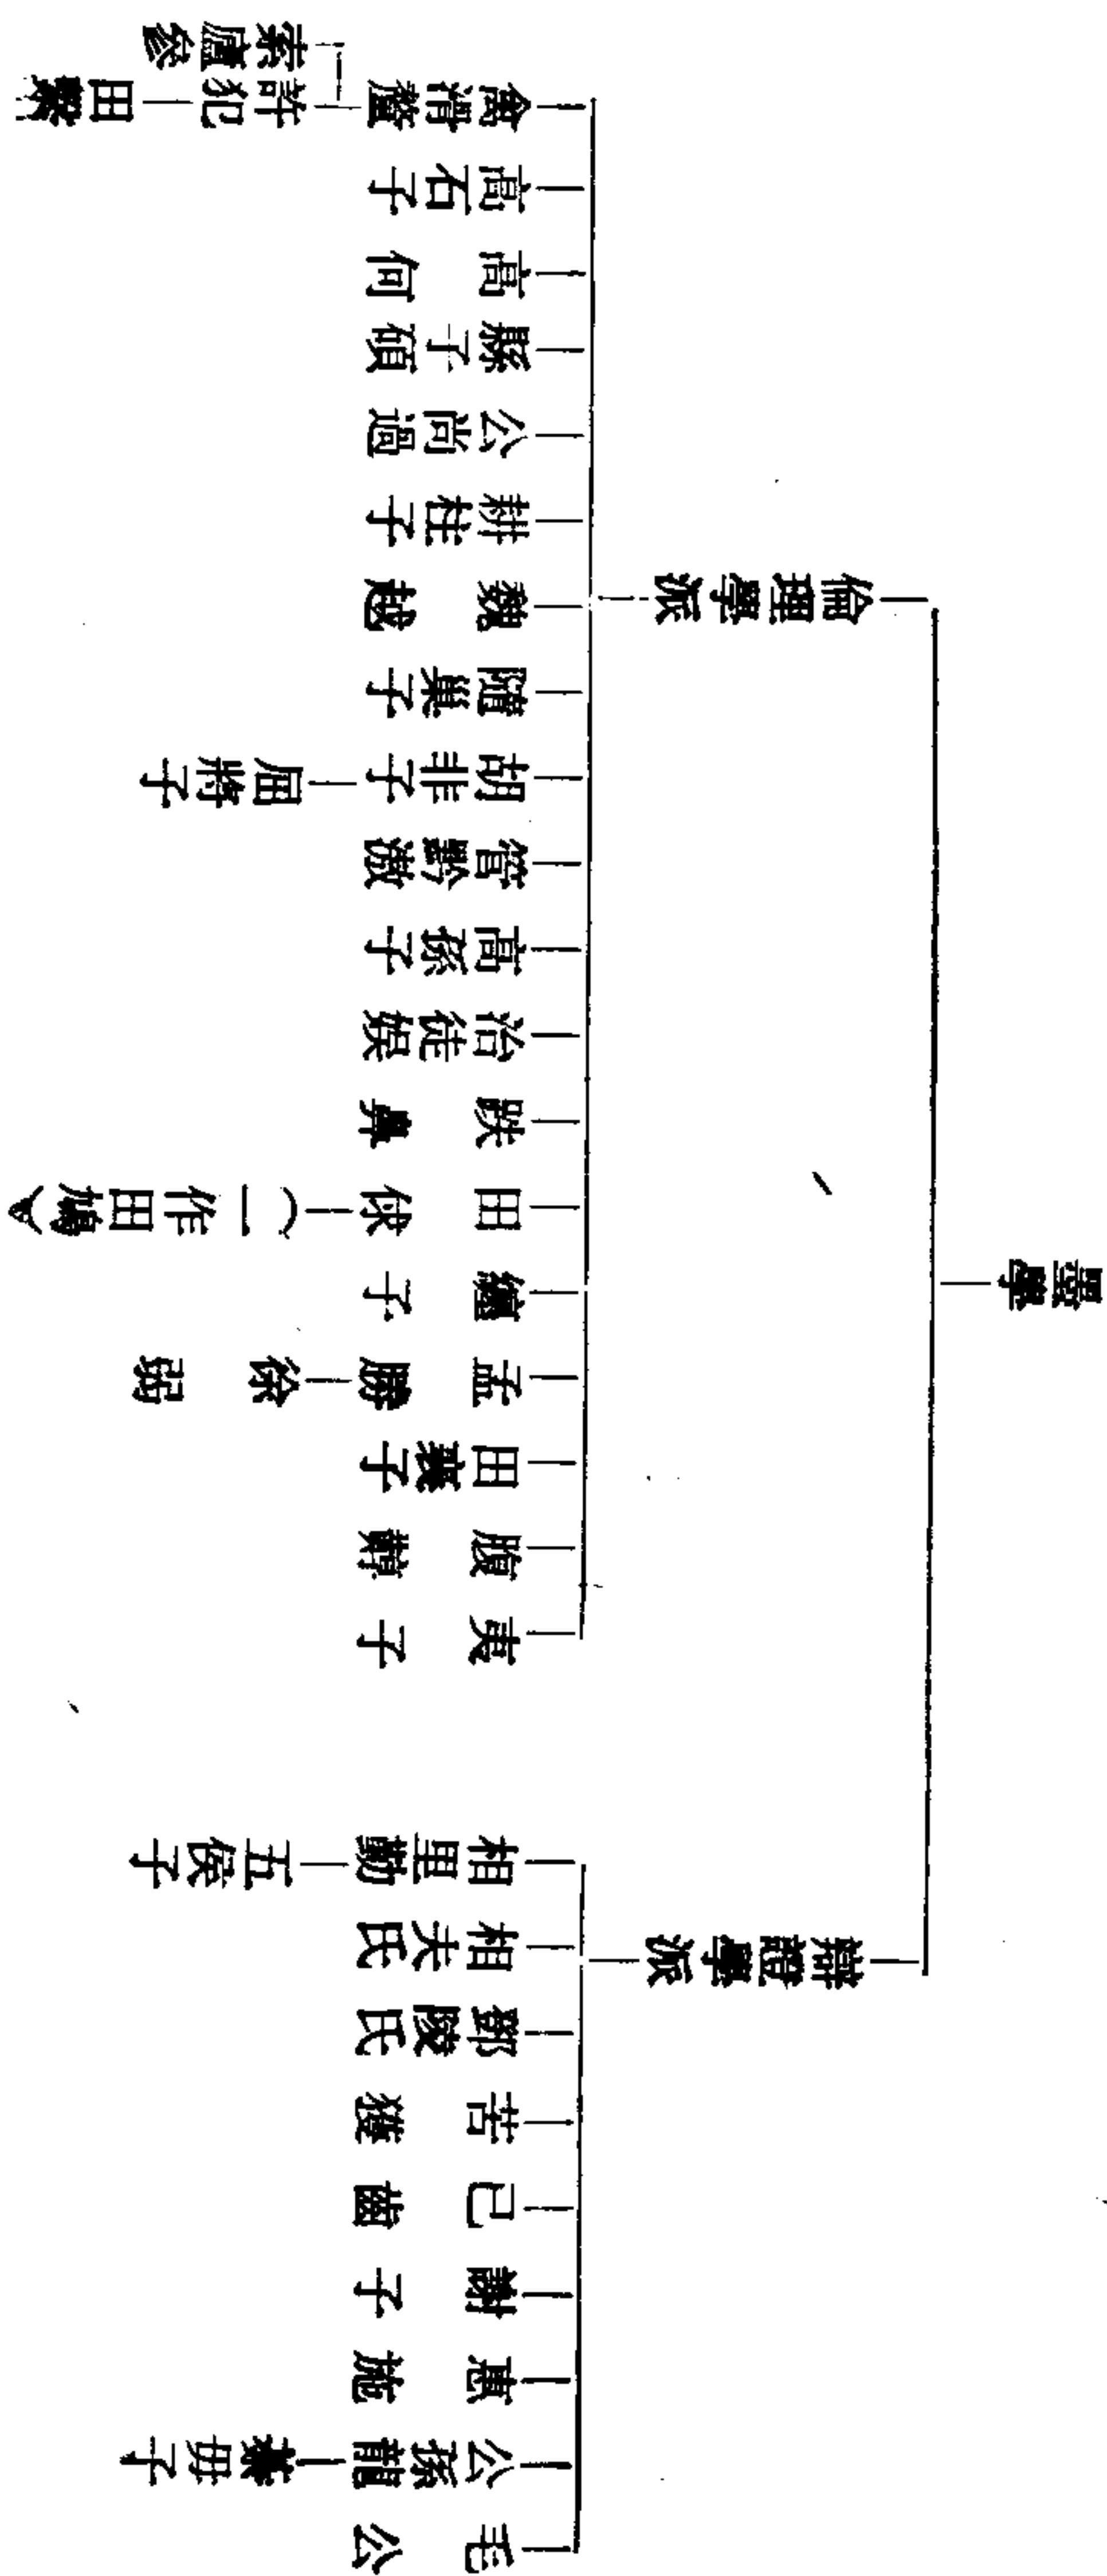 墨學
倫理學派
禽滑釐
許犯
田繫
索廬參
高石子
高何
縣子碩
公尚過
耕柱子
魏越
隨巢子
胡非子
屈將子
管黔滶
高孫子
治徒娛
跌鼻
田俅
(一作田鳩)
纏子
孟勝
徐弱
田襄子
腹䵍
夷子
辯證學派
相里勤
五侯子
相夫氏
鄧陵氏
苦獲
已齒
謝子
惠施
公孫龍
綦毋子
毛公